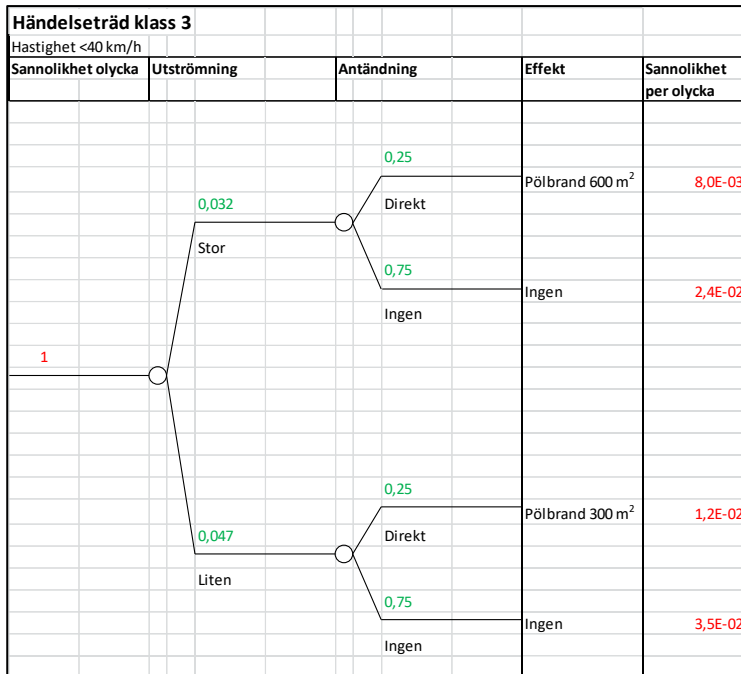 Händelseträd klass 3
Hastighet <40 km/h
Sannolikhet olycka Utströmning Antändning Effekt Sannolikhet
per olycka
0,25
Pölbrand 600 m² 8,0E-03
0,032 Direkt
Stor
0,75
Ingen 2,4E-02
Ingen
1
0,25
Pölbrand 300 m² 1,2E-02
0,047 Direkt
Liten
0,75
Ingen 3,5E-02
Ingen